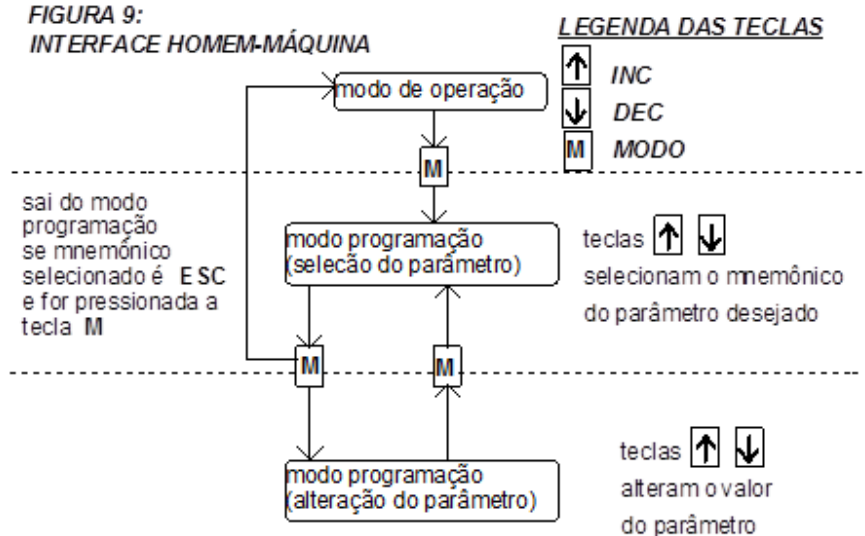 FIGURA 9:
INTERFACE HOMEM-MÁQUINA
LEGENDA DAS TECLAS
↑ INC
↓ DEC
M MODO
modo de operação
M
sai do modo
programação
se mnemônico
selecionado é ESC
e for pressionada a
tecla M
modo programação
(selecão do parâmetro)
teclas ↑ ↓
selecionam o mnemônico
do parâmetro desejado
M
M
modo programação
(alteração do parâmetro)
teclas ↑ ↓
alteram o valor
do parâmetro